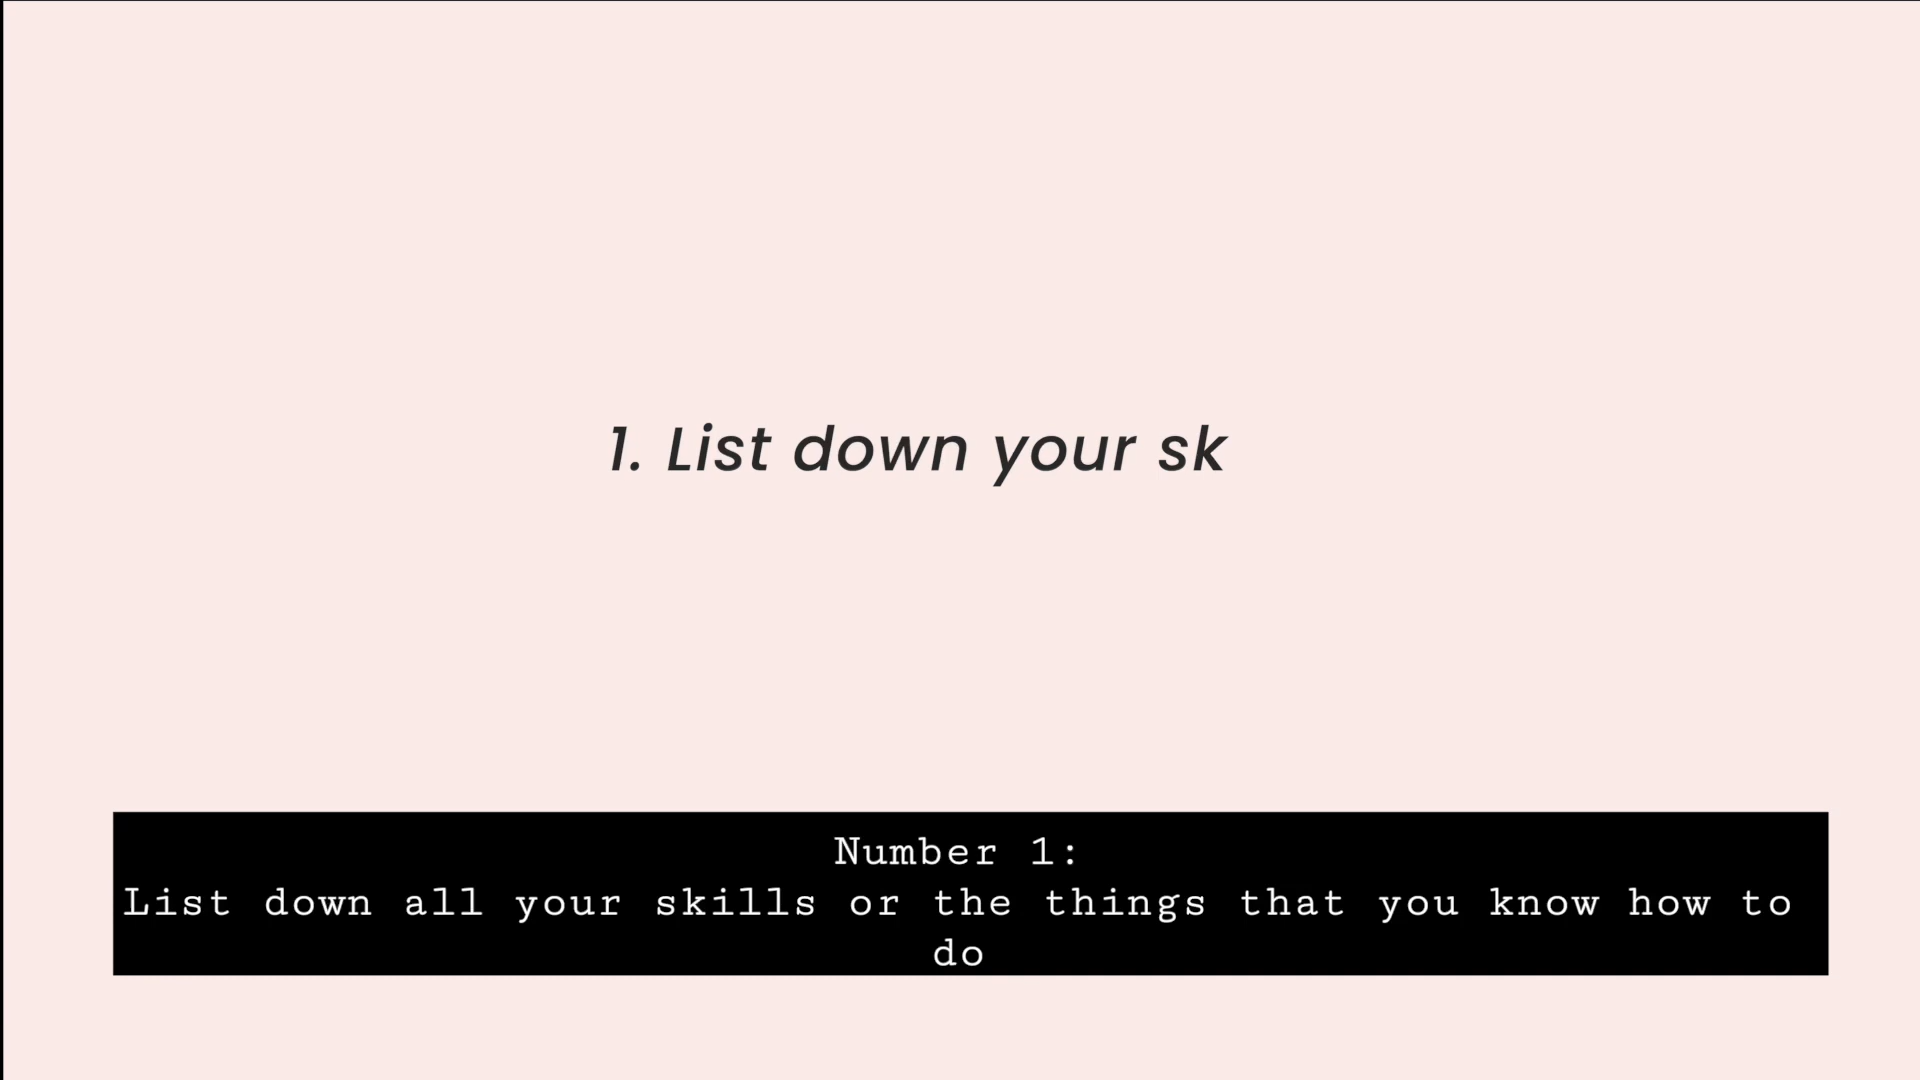 1. List down your sk
Number 1:
List down all your skills or the things that you know how to
do